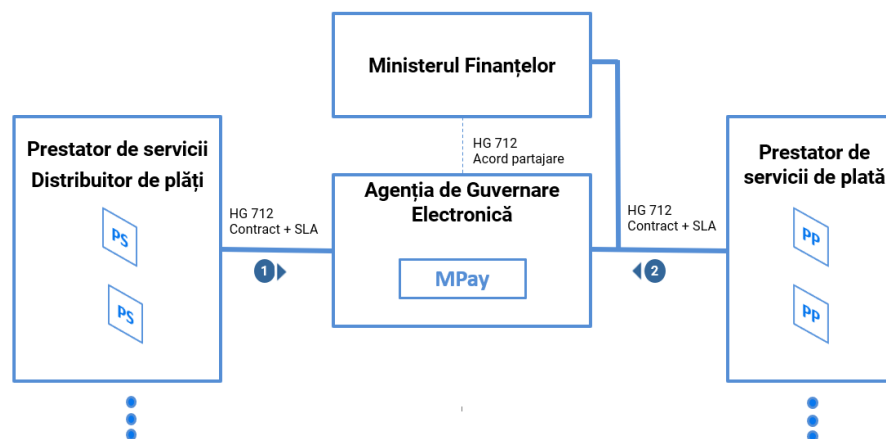 Ministerul Finanțelor
HG 712
Acord partajare
Prestator de servicii
Distribuitor de plăți
PS
PS
HG 712
Contract + SLA
1
Agenția de Guvernare
Electronică
MPay
HG 712
Contract + SLA
2
Prestator de
servicii de plată
PP
PP